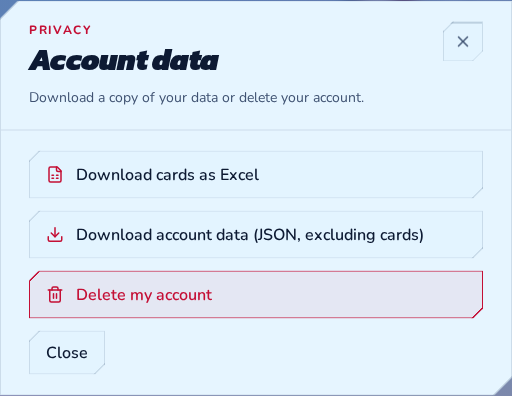 PRIVACY
Account data
Download a copy of your data or delete your account.
Download cards as Excel
Download account data (JSON, excluding cards)
Delete my account
Close